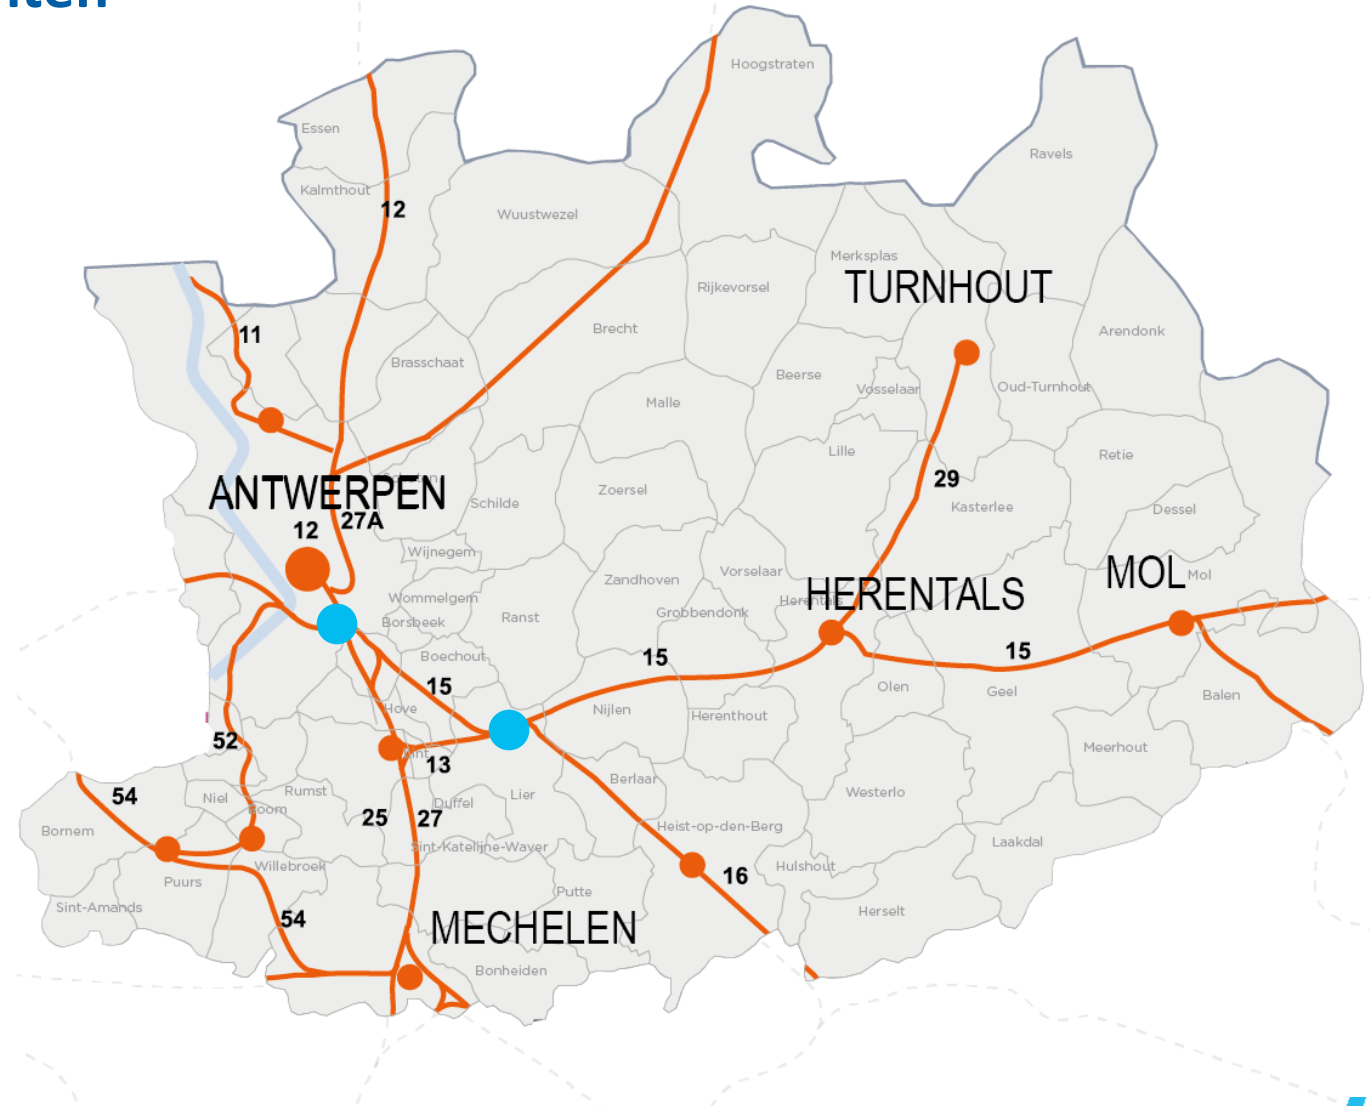 Hoogstraten
Essen
Ravels
Kalmthout
12
Wuustwezel
Merksplas
TURNHOUT
Rijkevorsel
11
Brecht
Arendonk
Brasschaat
Beerse
Vosselaar
Oud-Turnhout
Malle
Lille
Retie
29
ANTWERPEN
Zoersel
Schilde
Kasterlee
Dessel
12
27A
Wijnegem
Vorselaar
MOL
Mol
Zandhoven
HERENTALS
Herentals
Wommelgem
Grobbendonk
Ranst
Borsbeek
Boechout
15
15
15
Olen
Geel
Balen
Hove
Nijlen
Herenthout
52
Meerhout
13
Berlaar
54
Niel
Rumst
Lier
Westerlo
Duffel
25
27
Bornem
Heist-op-den-Berg
Laakdal
Sint-Katelijne-Waver
Willebroek
Hulshout
16
Puurs
Putte
Sint-Amands
Herselt
54
MECHELEN
Bonheiden